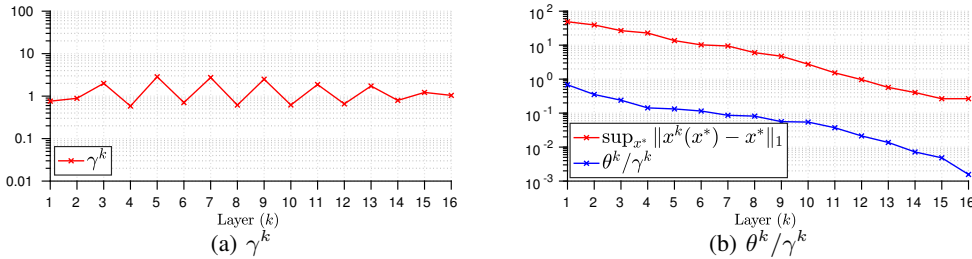 100
10
1
0.1
0.01
γ^k
1 2 3 4 5 6 7 8 9 10 11 12 13 14 15 16
Layer (k)
(a) γ^k
10^2
10^1
10^0
10^-1
10^-2
10^-3
sup_{x*} ‖x^k(x*) − x*‖_1
θ^k/γ^k
1 2 3 4 5 6 7 8 9 10 11 12 13 14 15 16
Layer (k)
(b) θ^k/γ^k